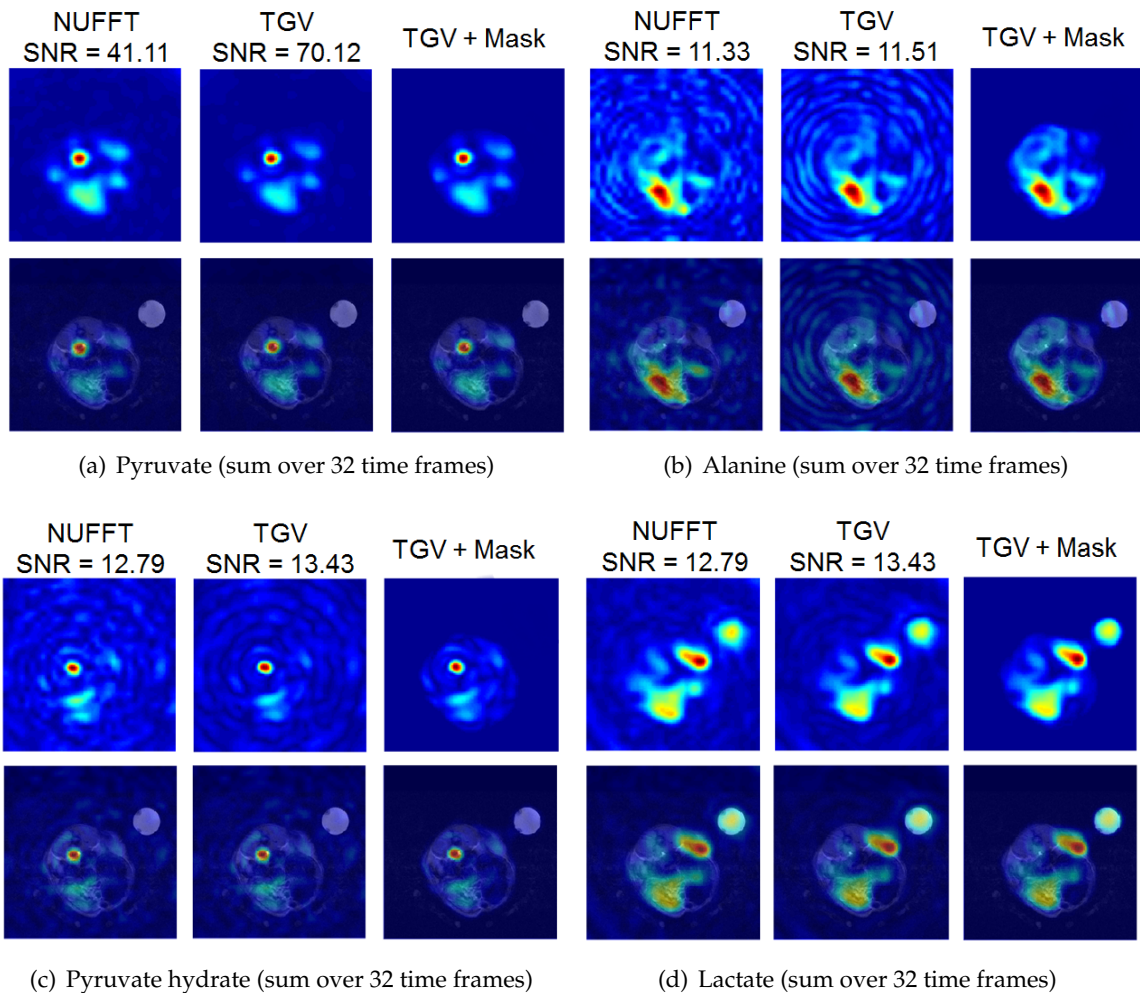 NUFFT
SNR = 41.11
TGV
SNR = 70.12
TGV + Mask
NUFFT
SNR = 11.33
TGV
SNR = 11.51
TGV + Mask
(a) Pyruvate (sum over 32 time frames)
(b) Alanine (sum over 32 time frames)
NUFFT
SNR = 12.79
TGV
SNR = 13.43
TGV + Mask
NUFFT
SNR = 12.79
TGV
SNR = 13.43
TGV + Mask
(c) Pyruvate hydrate (sum over 32 time frames)
(d) Lactate (sum over 32 time frames)